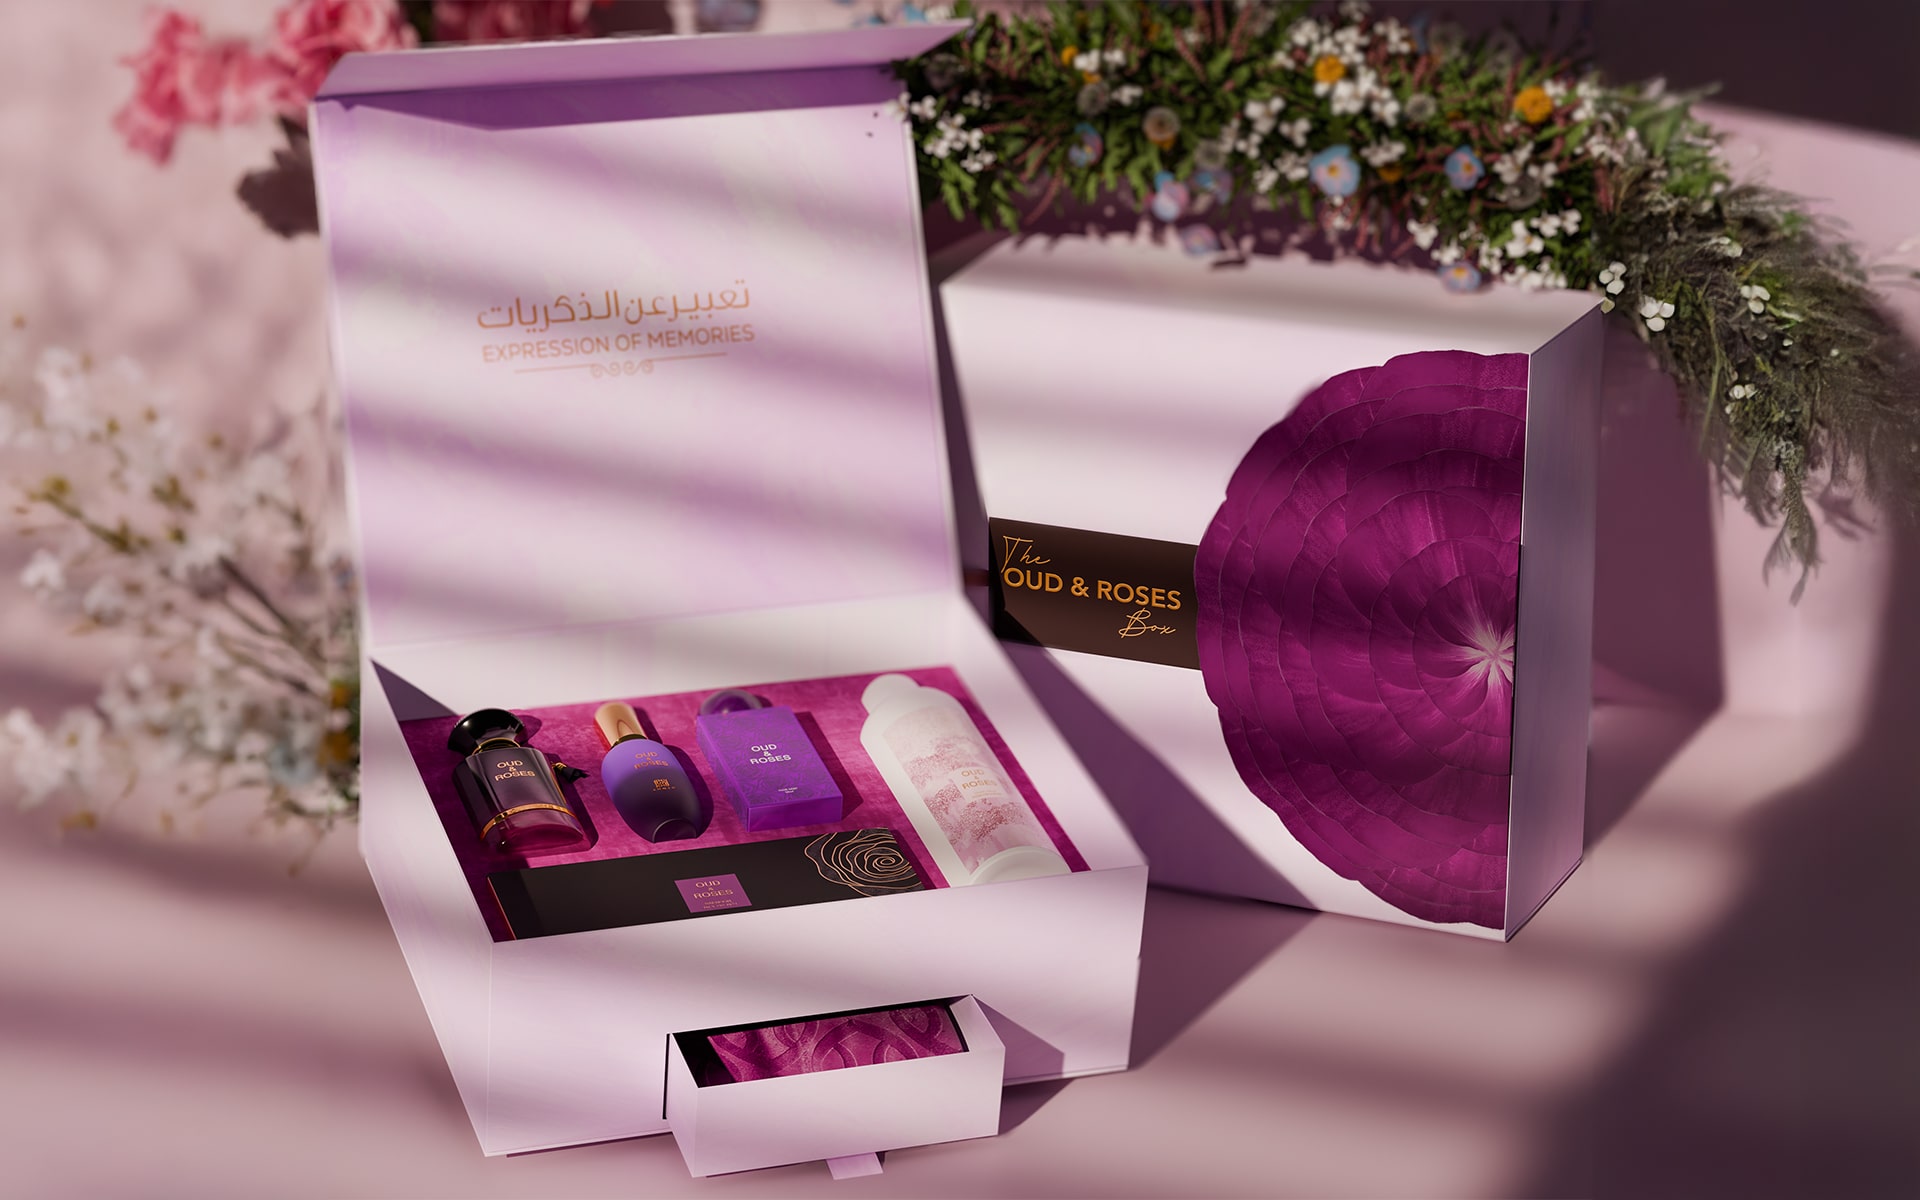 تعبير عن الذكريات
EXPRESSION OF MEMORIES
The
OUD & ROSES
Box
OUD
&
ROSES
OUD
&
ROSES
OUD
&
ROSES
OUD
&
ROSES
OUD
&
ROSES